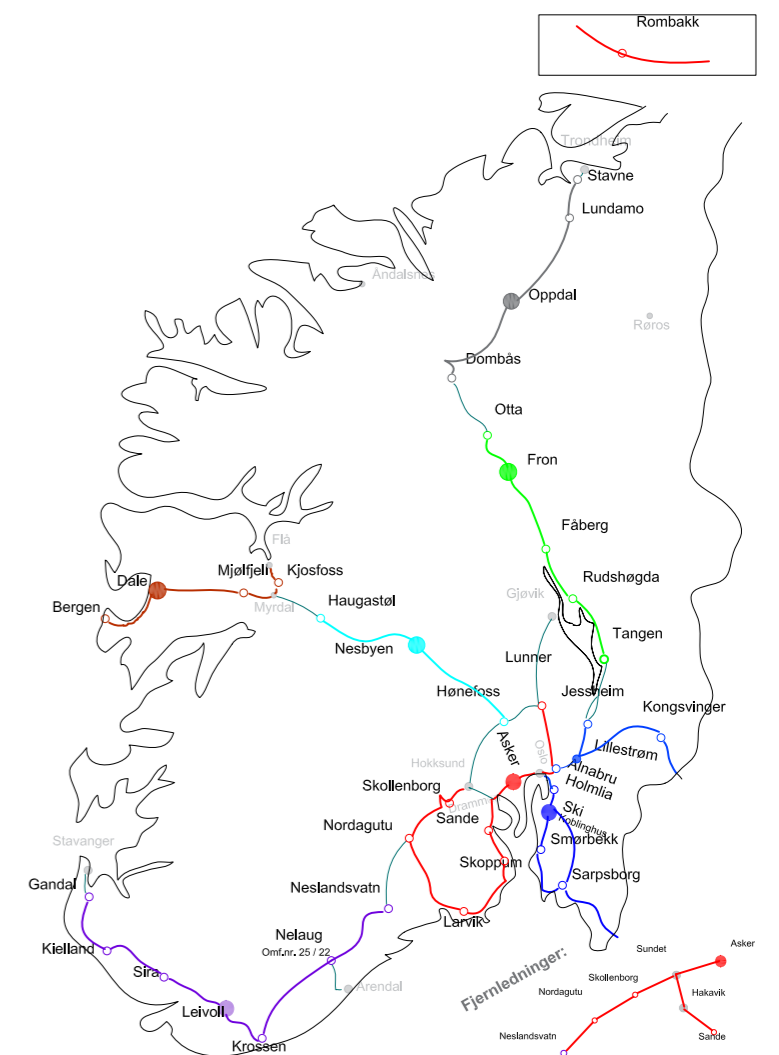 Rombakk
Trondheim
Stavne
Lundamo
Åndalsnes
Oppdal
Røros
Dombås
Otta
Fron
Fåberg
Flå
Mjølfjell
Kjosfoss
Dale
Rudshøgda
Bergen
Myrdal
Haugastøl
Gjøvik
Nesbyen
Tangen
Lunner
Hønefoss
Jessheim
Kongsvinger
Asker
Oslo
Lillestrøm
Hokksund
Alnabru
Skollenborg
Holmlia
Dramm
Sande
Ski
Koblinghus
Nordagutu
Smørbekk
Stavanger
Skoppum
Gandal
Sarpsborg
Neslandsvatn
Larvik
Nelaug
Omf.nr. 25 / 22
Kielland
Sira
Arendal
Leivoll
Krossen
Fjernledninger:
Sundet
Asker
Skollenborg
Nordagutu
Hakavik
Neslandsvatn
Sande